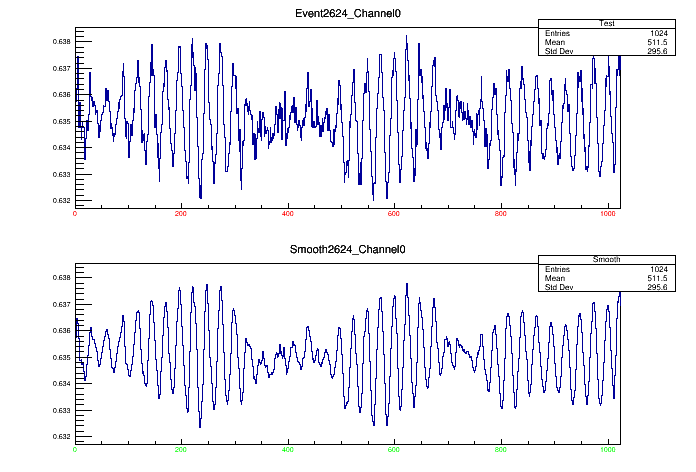 Event2624_Channel0
Test
Entries 1024
Mean 511.5
Std Dev 295.6
0.638
0.637
0.636
0.635
0.634
0.633
0.632
0 200 400 600 800 1000
Smooth2624_Channel0
Smooth
Entries 1024
Mean 511.5
Std Dev 295.6
0.638
0.637
0.636
0.635
0.634
0.633
0.632
0 200 400 600 800 1000